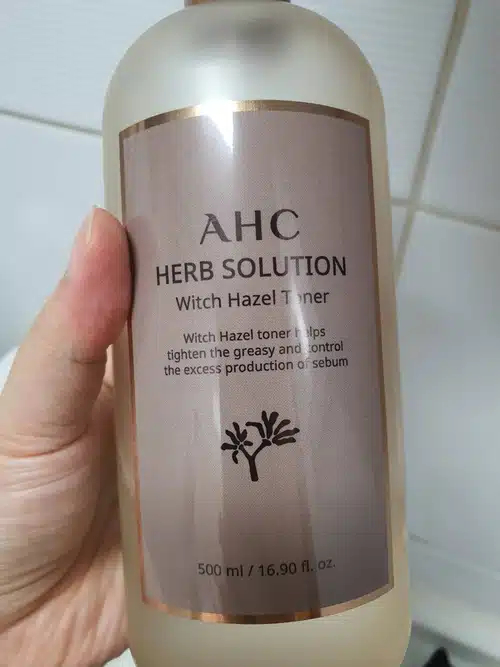 AHC
HERB SOLUTION
Witch Hazel Toner
Witch Hazel toner helps
tighten the greasy and control
the excess production of sebum
500 ml / 16.90 fl. oz.